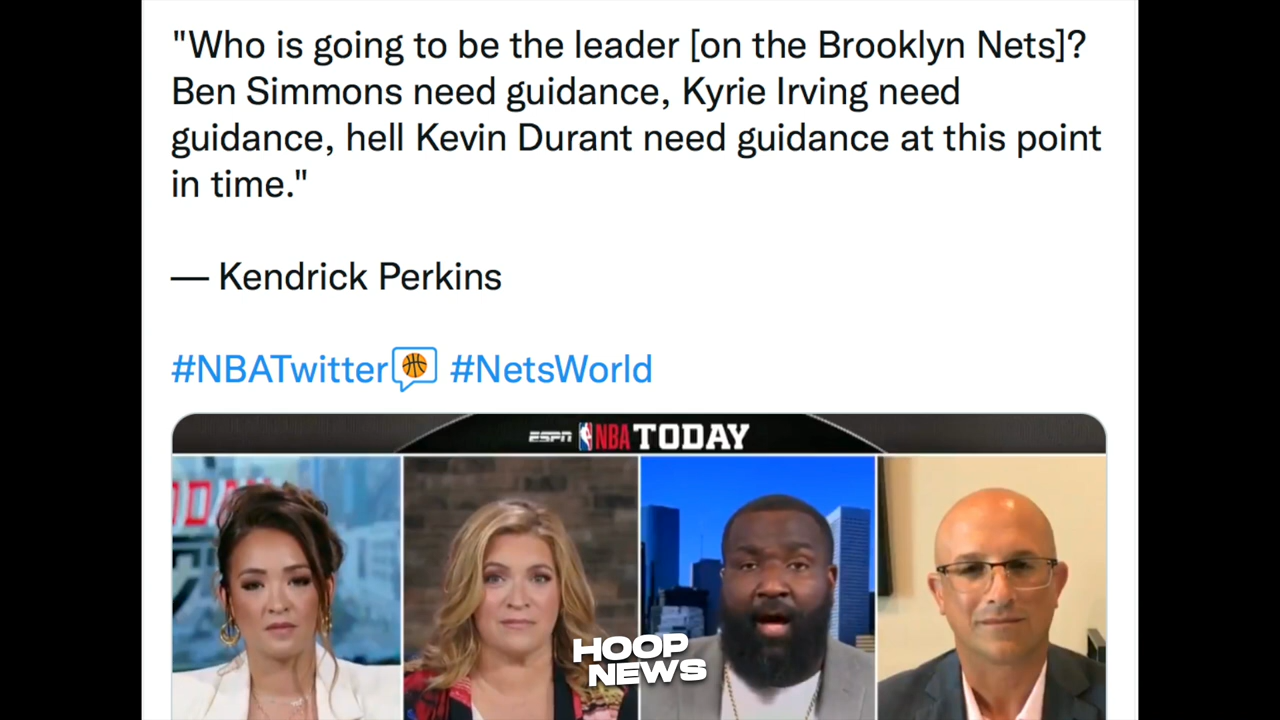 "Who is going to be the leader [on the Brooklyn Nets]?
Ben Simmons need guidance, Kyrie Irving need
guidance, hell Kevin Durant need guidance at this point
in time."
— Kendrick Perkins
#NBATwitter #NetsWorld
ESPN NBA TODAY
TODAY
HOOP
NEWS